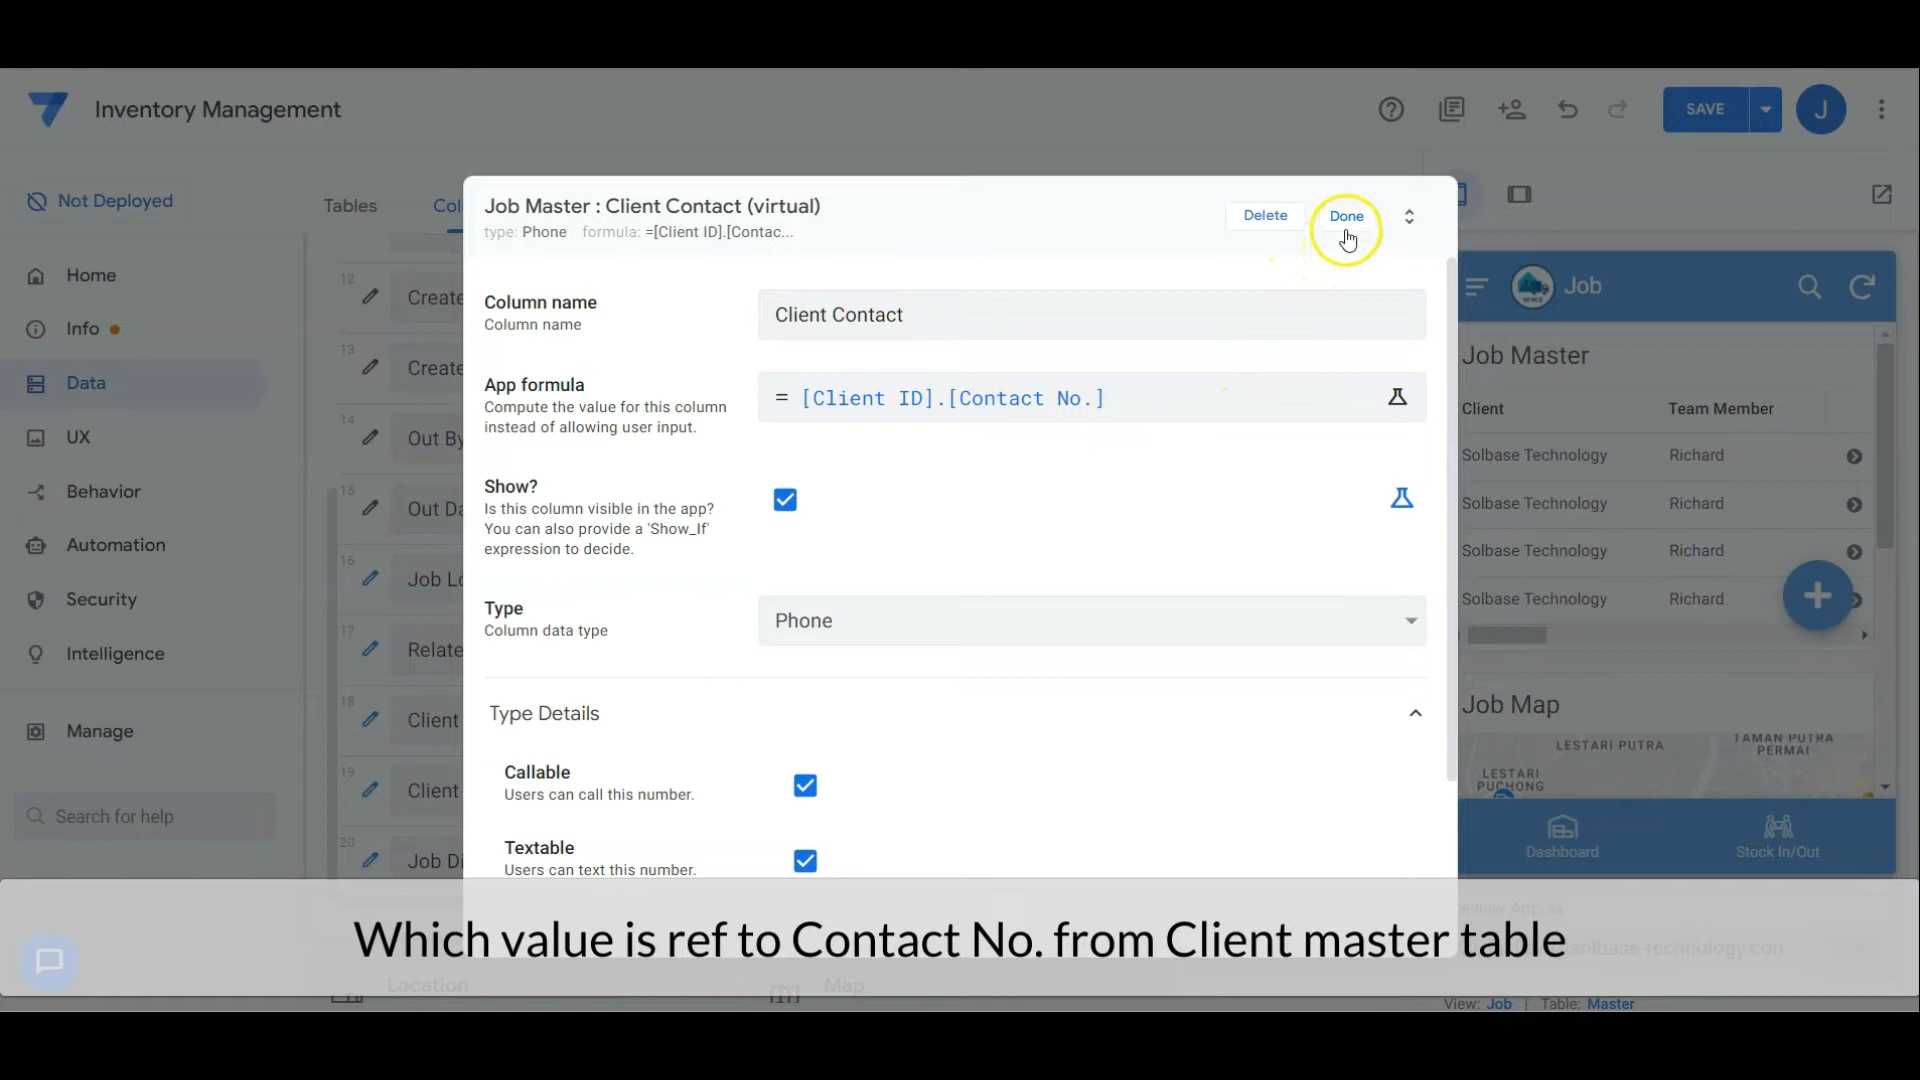 Inventory Management
SAVE
J
Not Deployed
Tables
Col
Home
Info
Data
UX
Behavior
Automation
Security
Intelligence
Manage
Search for help
12
Create
13
Create
14
Out By
15
Out Da
16
Job Lo
17
Relate
18
Client
19
Client
20
Job Di
Job Master : Client Contact (virtual)
type: Phone formula: =[Client ID].[Contac...
Delete
Done
Column name
Column name
Client Contact
App formula
Compute the value for this column
instead of allowing user input.
= [Client ID].[Contact No.]
Show?
Is this column visible in the app?
You can also provide a 'Show_If'
expression to decide.
Type
Column data type
Phone
Type Details
Callable
Users can call this number.
Textable
Users can text this number.
WMS
Job
Job Master
Client Team Member
Solbase Technology Richard
Solbase Technology Richard
Solbase Technology Richard
Solbase Technology Richard
Job Map
LESTARI PUTRA
TAMAN PUTRA
PERMAI
LESTARI
PUCHONG
Dashboard
Stock In/Out
Which value is ref to Contact No. from Client master table
Location
Map
View: Job | Table: Master